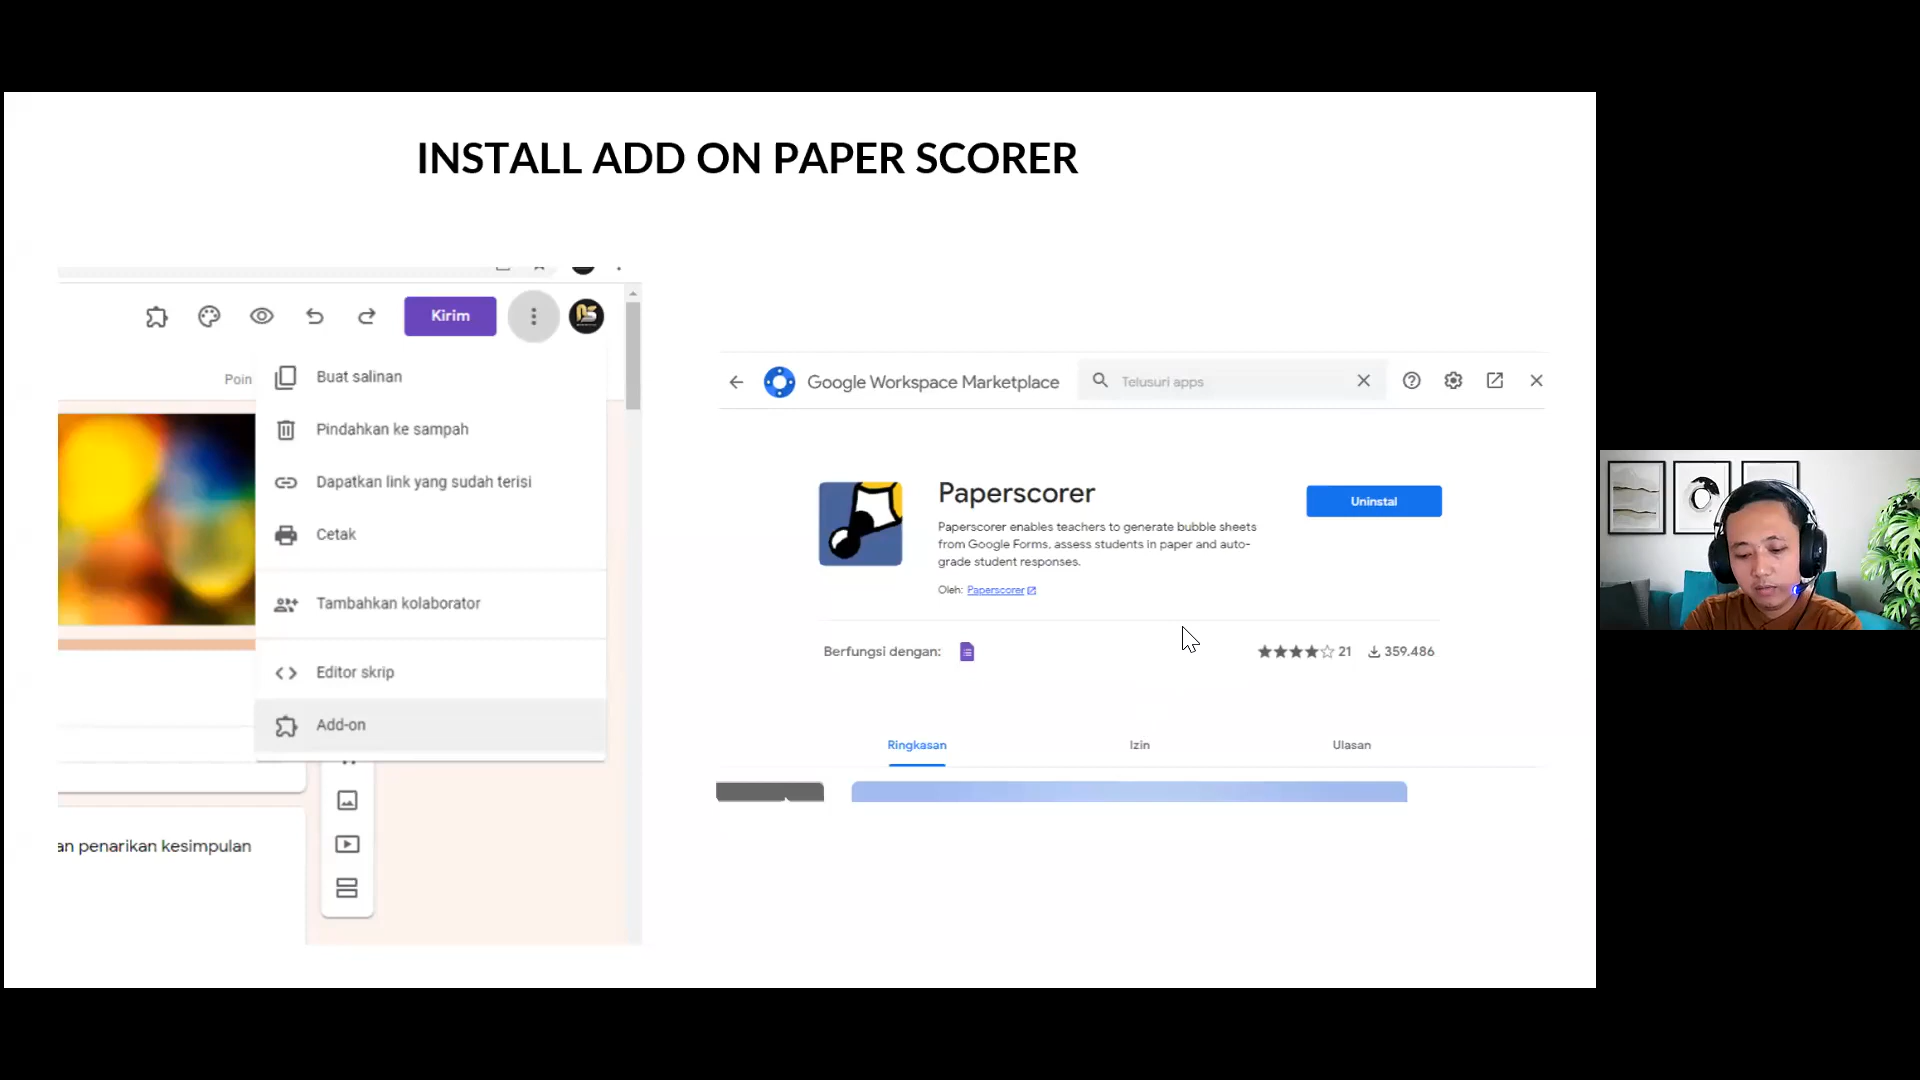 INSTALL ADD ON PAPER SCORER
Kirim
Poin
Buat salinan
Pindahkan ke sampah
Dapatkan link yang sudah terisi
Cetak
Tambahkan kolaborator
Editor skrip
Add-on
an penarikan kesimpulan
Google Workspace Marketplace
Telusuri apps
Paperscorer
Uninstal
Paperscorer enables teachers to generate bubble sheets
from Google Forms, assess students in paper and auto-
grade student responses.
Oleh: Paperscorer
Berfungsi dengan:
21
359.486
Ringkasan
Izin
Ulasan